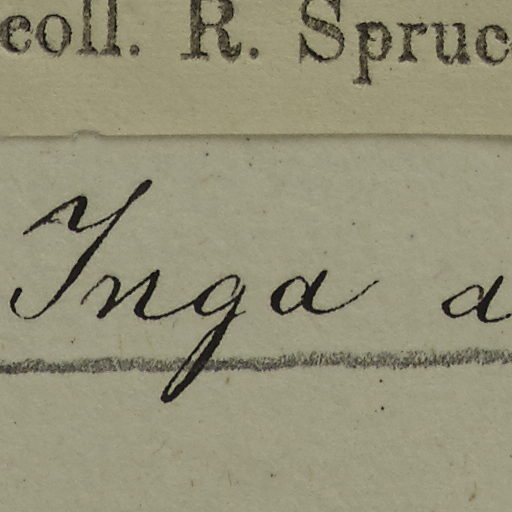 coll. R. Spruc
Inga a